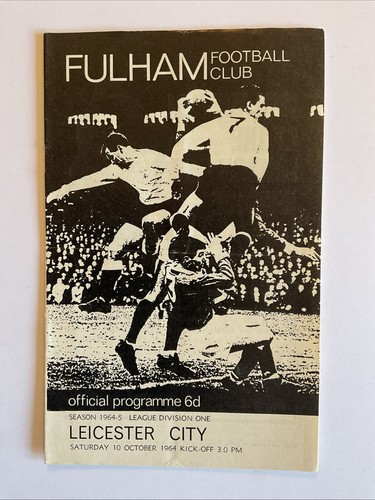 FULHAM FOOTBALL
CLUB
official programme 6d
SEASON 1964-5 LEAGUE DIVISION ONE
LEICESTER CITY
SATURDAY 10 OCTOBER 1964 KICK-OFF 3.0 PM